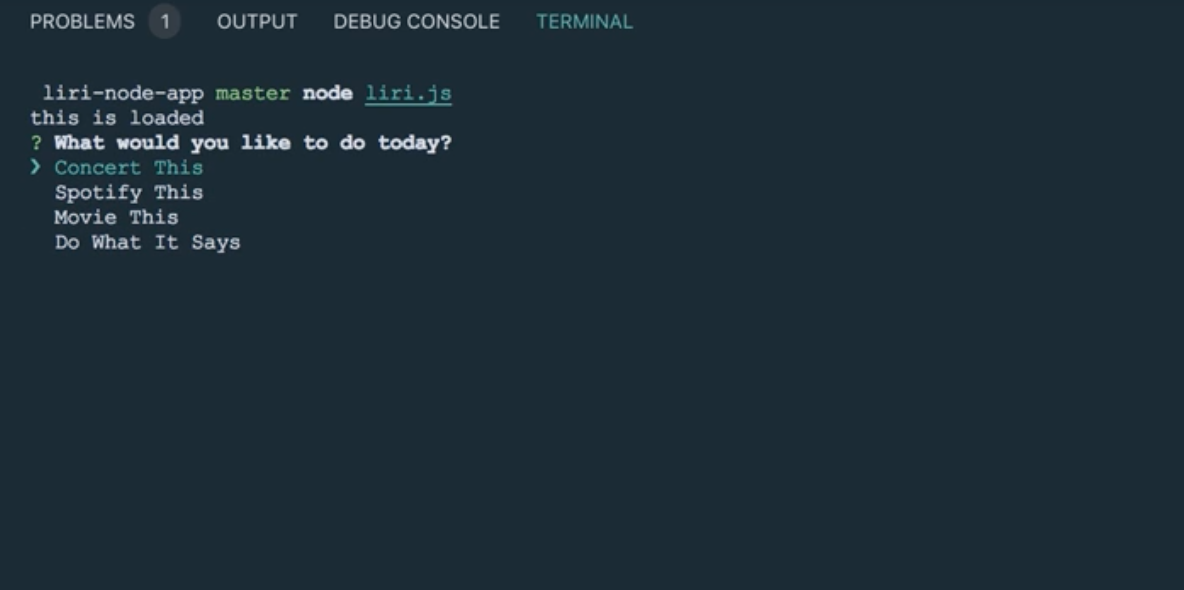 PROBLEMS 1 OUTPUT DEBUG CONSOLE TERMINAL
liri-node-app master node liri.js
this is loaded
? What would you like to do today?
❯ Concert This
Spotify This
Movie This
Do What It Says